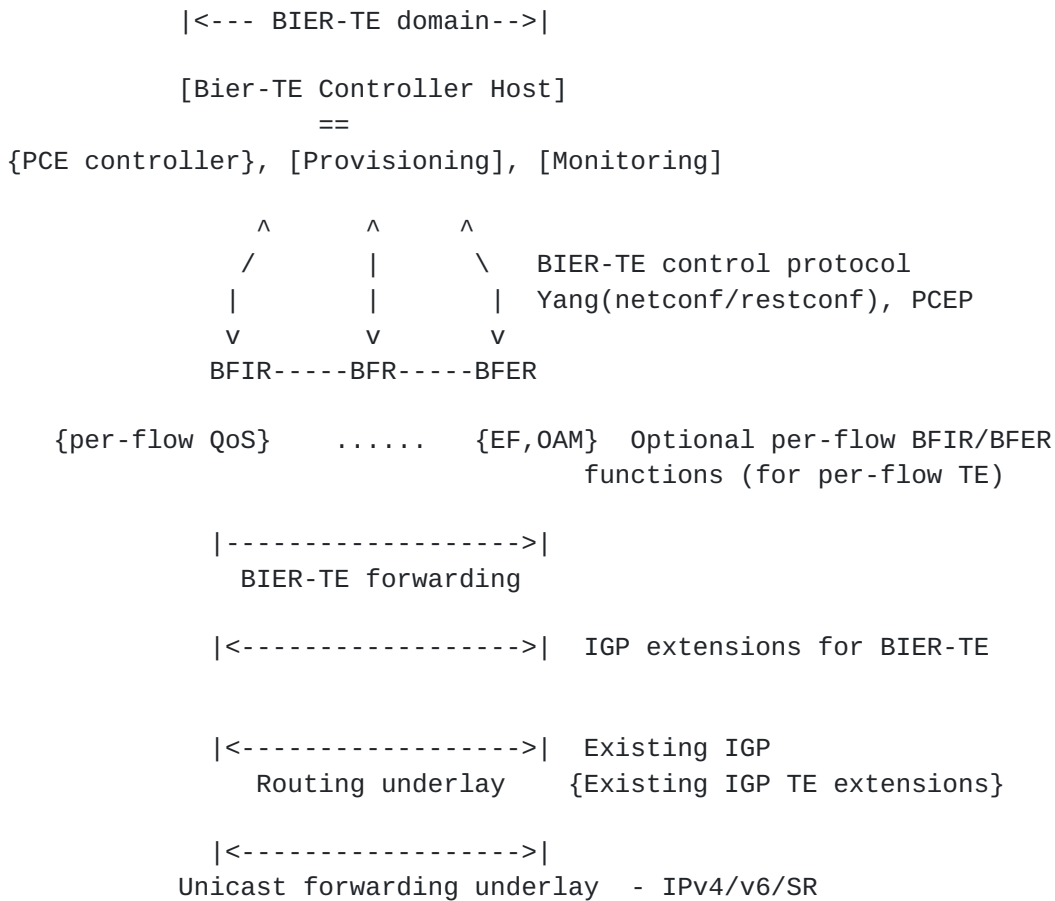 |<--- BIER-TE domain-->|
[Bier-TE Controller Host]
==
{PCE controller}, [Provisioning], [Monitoring]
^ ^ ^
/ | \ BIER-TE control protocol
| | | Yang(netconf/restconf), PCEP
v v v
BFIR-----BFR-----BFER
{per-flow QoS} ...... {EF,OAM} Optional per-flow BFIR/BFER
functions (for per-flow TE)
|------------------->|
BIER-TE forwarding
|<------------------>| IGP extensions for BIER-TE
|<------------------>| Existing IGP
Routing underlay {Existing IGP TE extensions}
|<------------------>|
Unicast forwarding underlay - IPv4/v6/SR